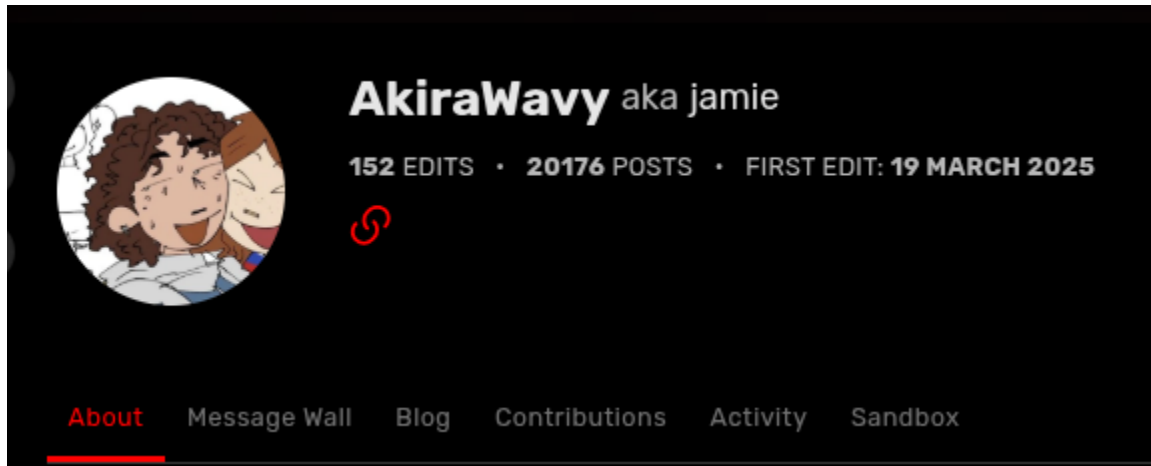 AkiraWavy aka jamie
152 EDITS • 20176 POSTS • FIRST EDIT: 19 MARCH 2025
About Message Wall Blog Contributions Activity Sandbox